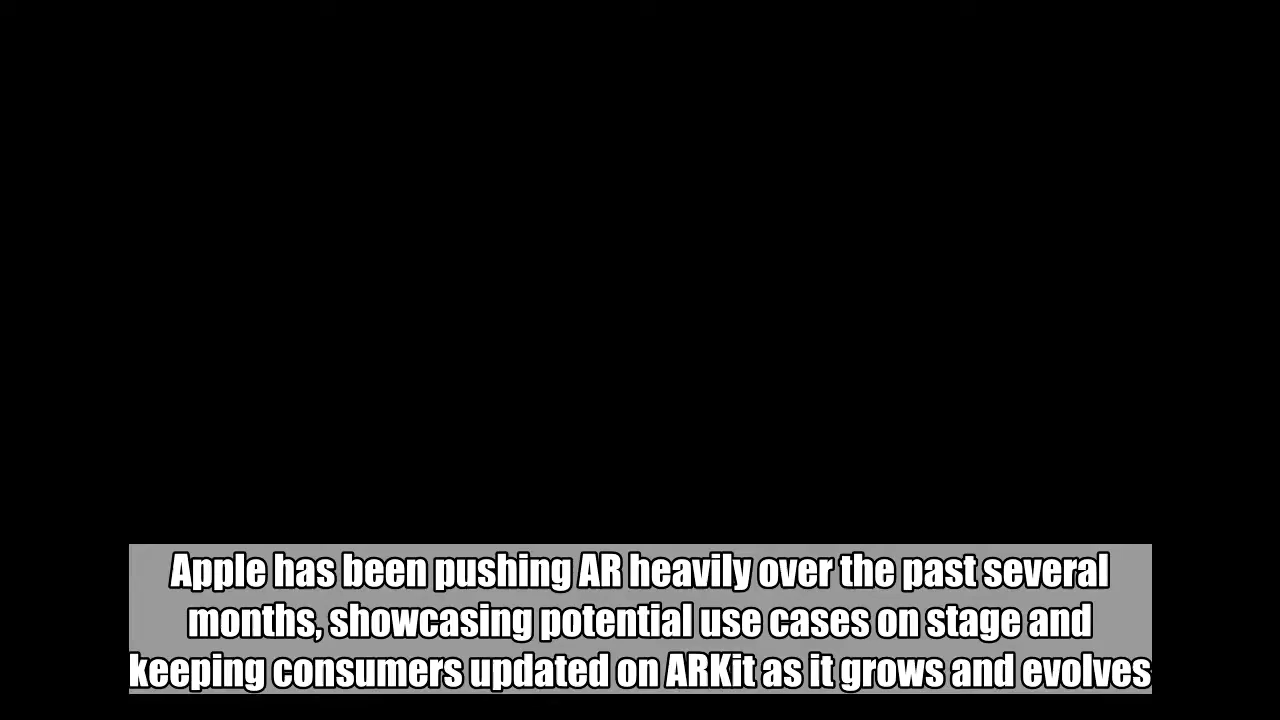 Apple has been pushing AR heavily over the past several
months, showcasing potential use cases on stage and
keeping consumers updated on ARKit as it grows and evolves